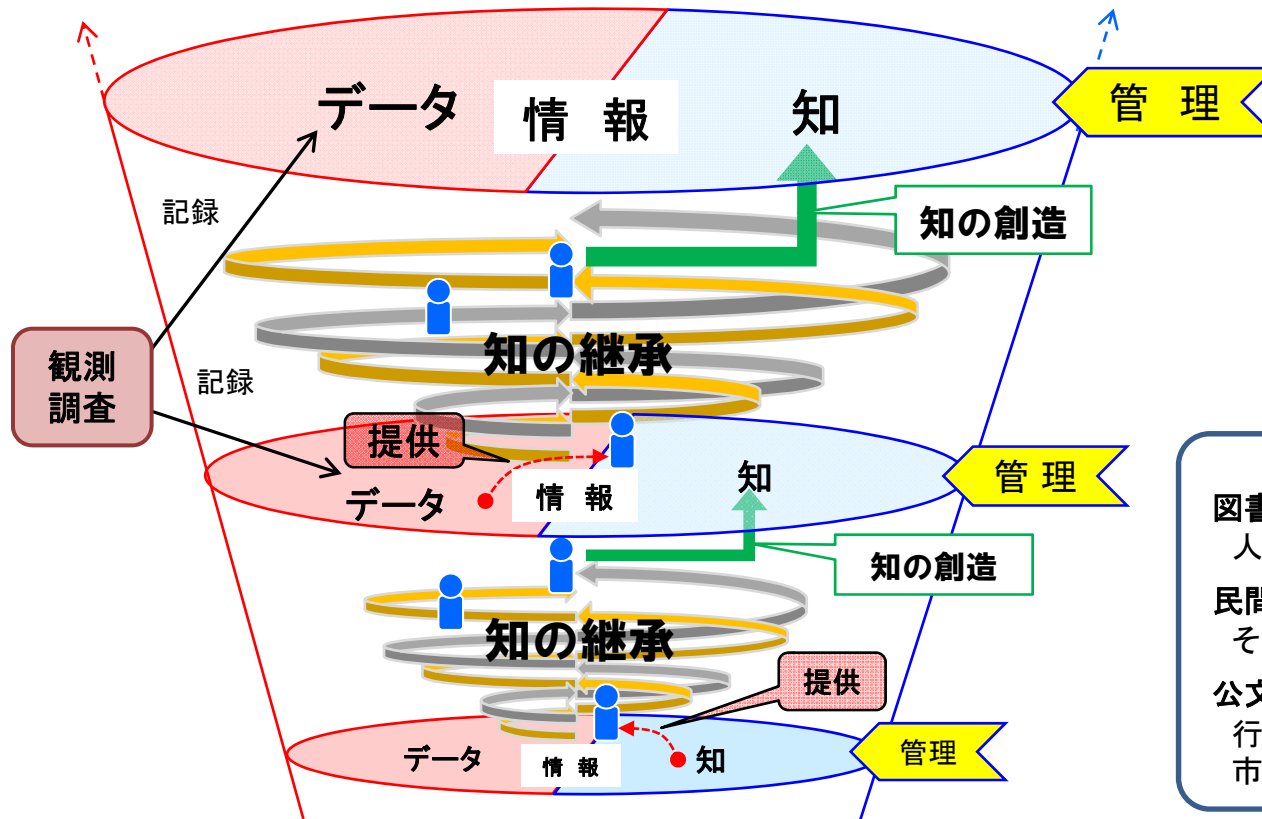 データ
情 報
知
管 理
記録
知の創造
知の継承
観測
調査
記録
提供
データ
情 報
知
管 理
知の創造
図書
人
民間
そ
公文
行
市
知の継承
提供
データ
情 報
知
管理